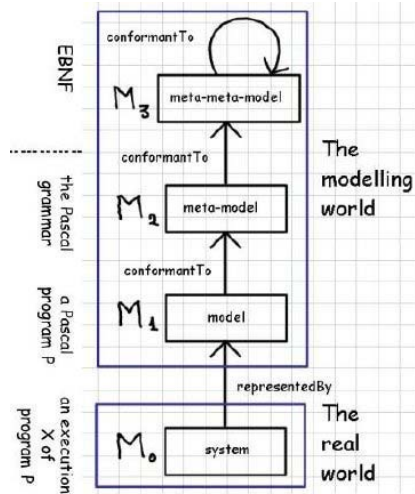 conformantTo
EBNF
M3
meta-meta-model
conformantTo
The
modelling
world
the Pascal
grammar
M2
meta-model
conformantTo
a Pascal
program P
M1
model
representedBy
an execution
X of
program P
M0
system
The
real
world